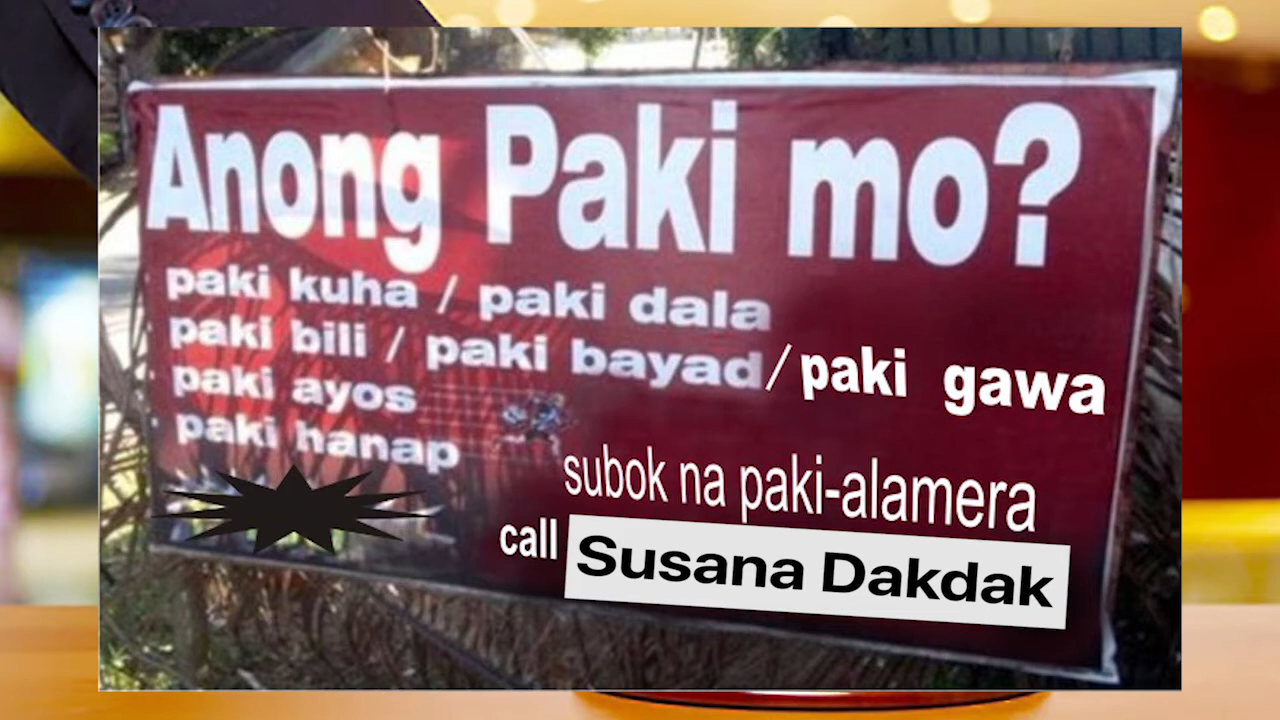 Anong Paki mo?
paki kuha / paki dala
paki bili / paki bayad/paki gawa
paki ayos
paki hanap
subok na paki-alamera
call Susana Dakdak